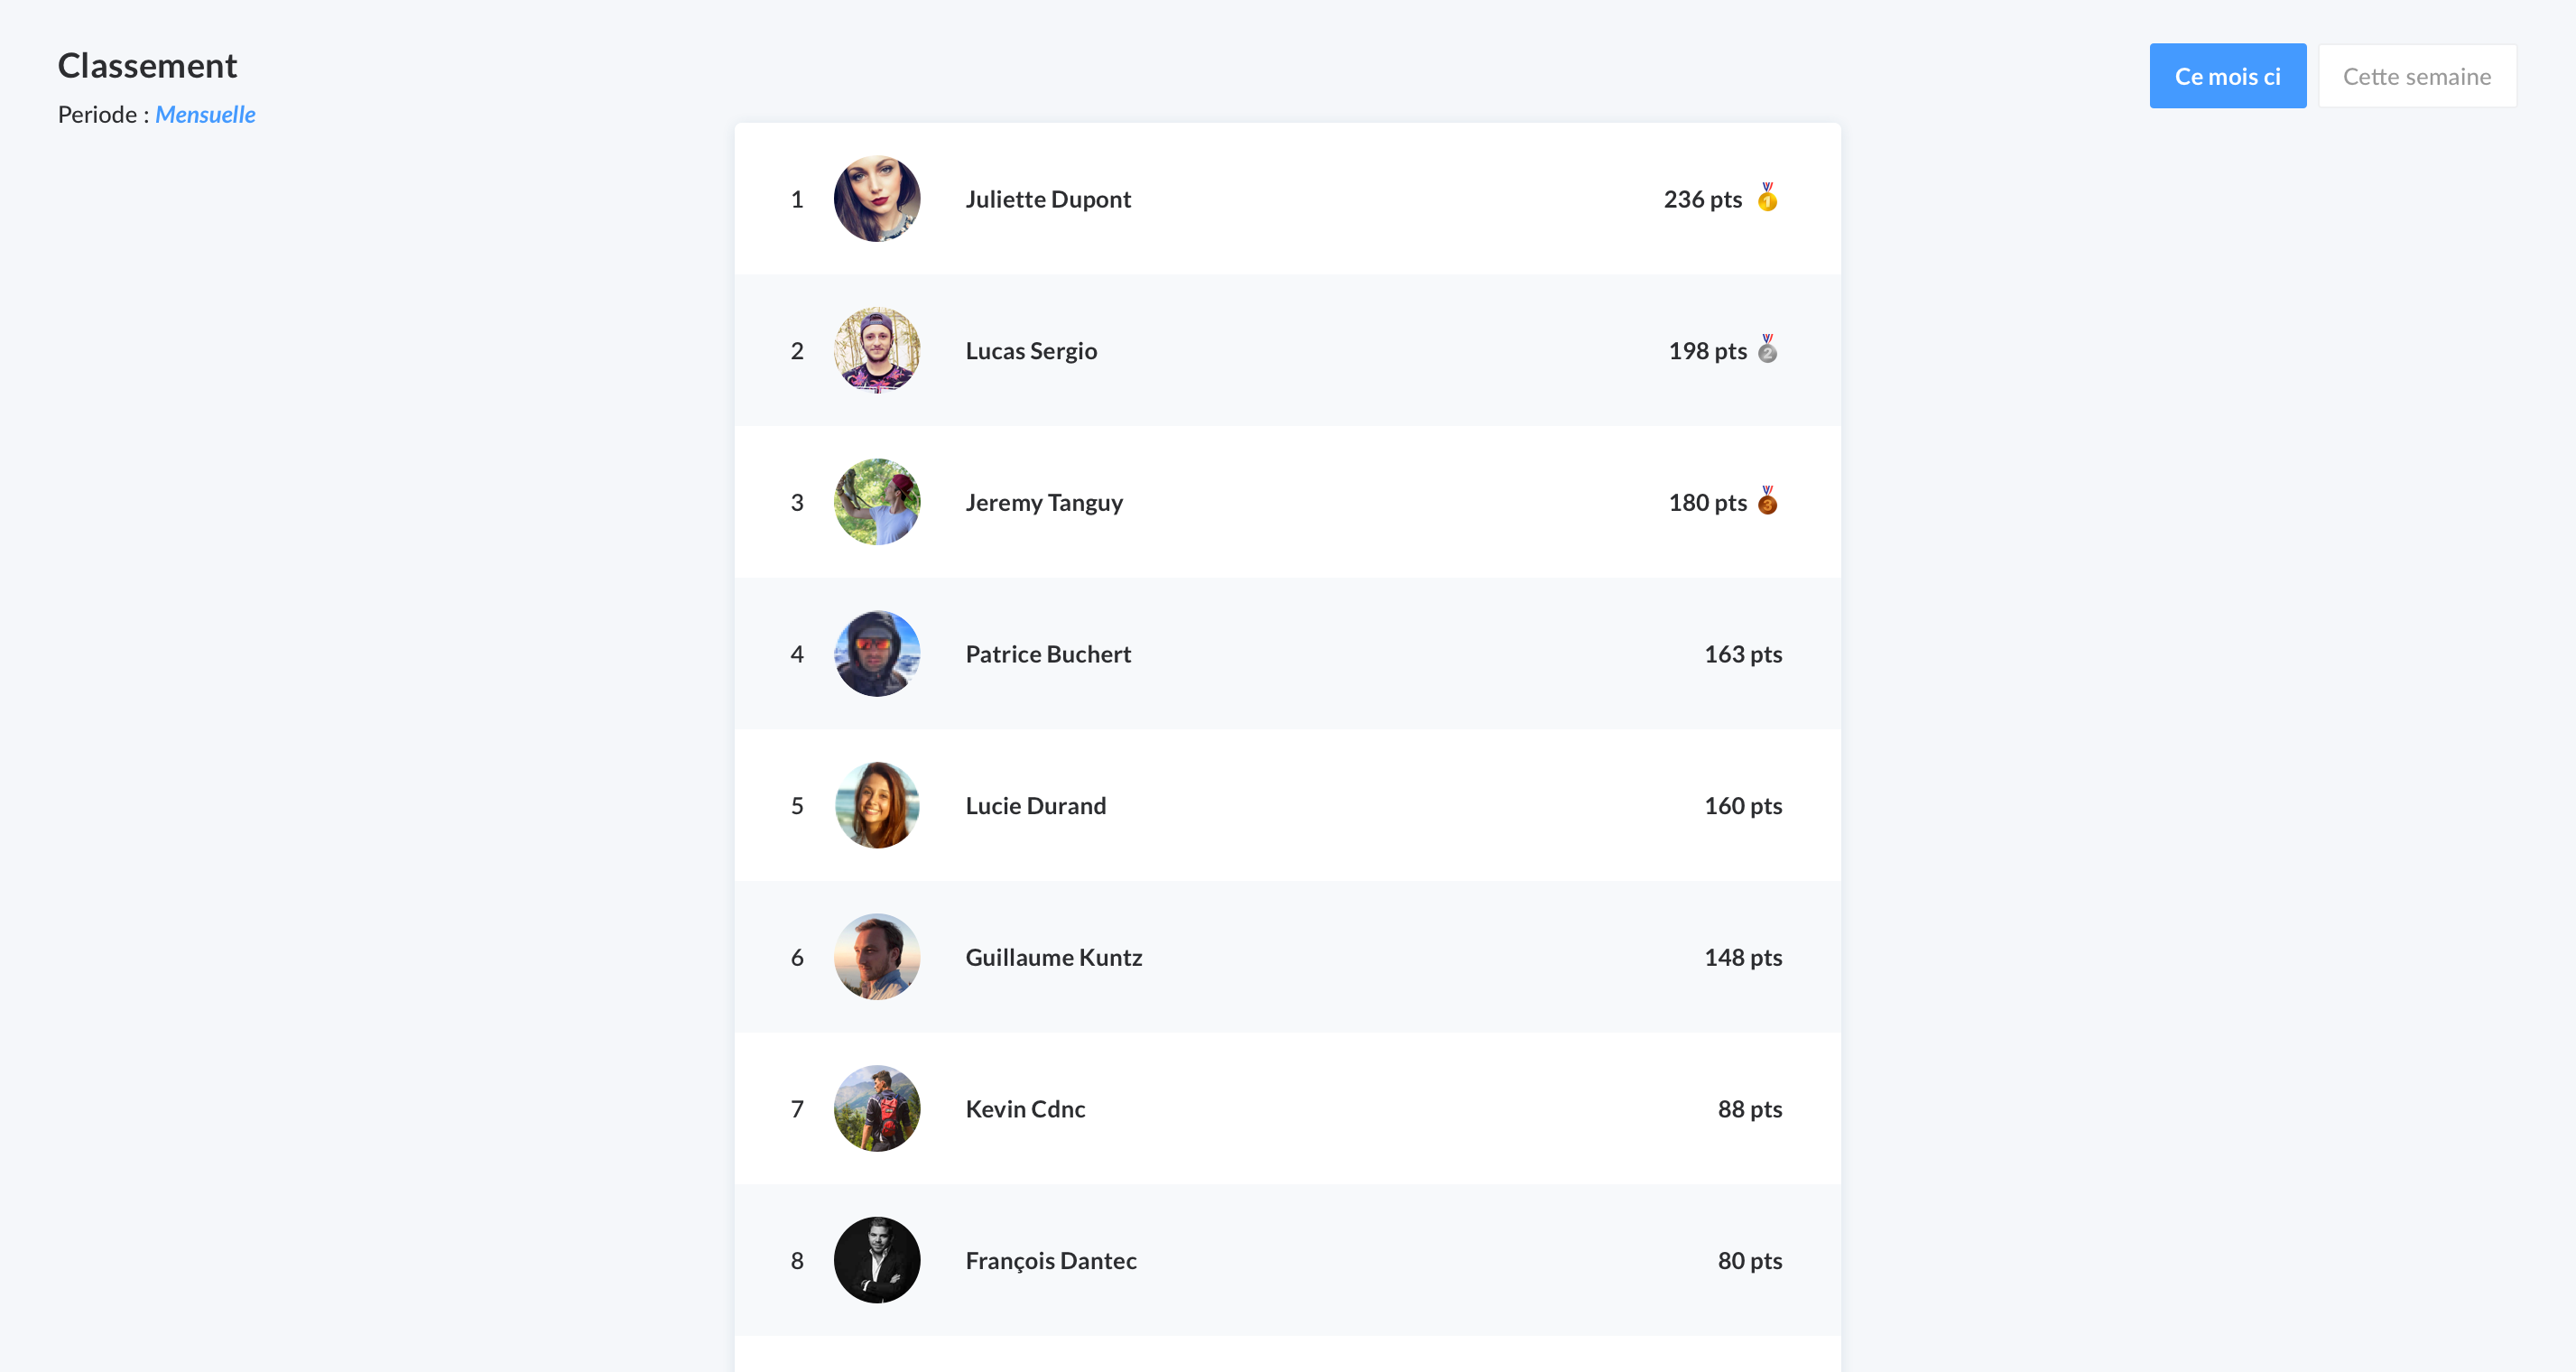 Classement
Periode : Mensuelle
Ce mois ci
Cette semaine
1 Juliette Dupont 236 pts 1
2 Lucas Sergio 198 pts 2
3 Jeremy Tanguy 180 pts 3
4 Patrice Buchert 163 pts
5 Lucie Durand 160 pts
6 Guillaume Kuntz 148 pts
7 Kevin Cdnc 88 pts
8 François Dantec 80 pts